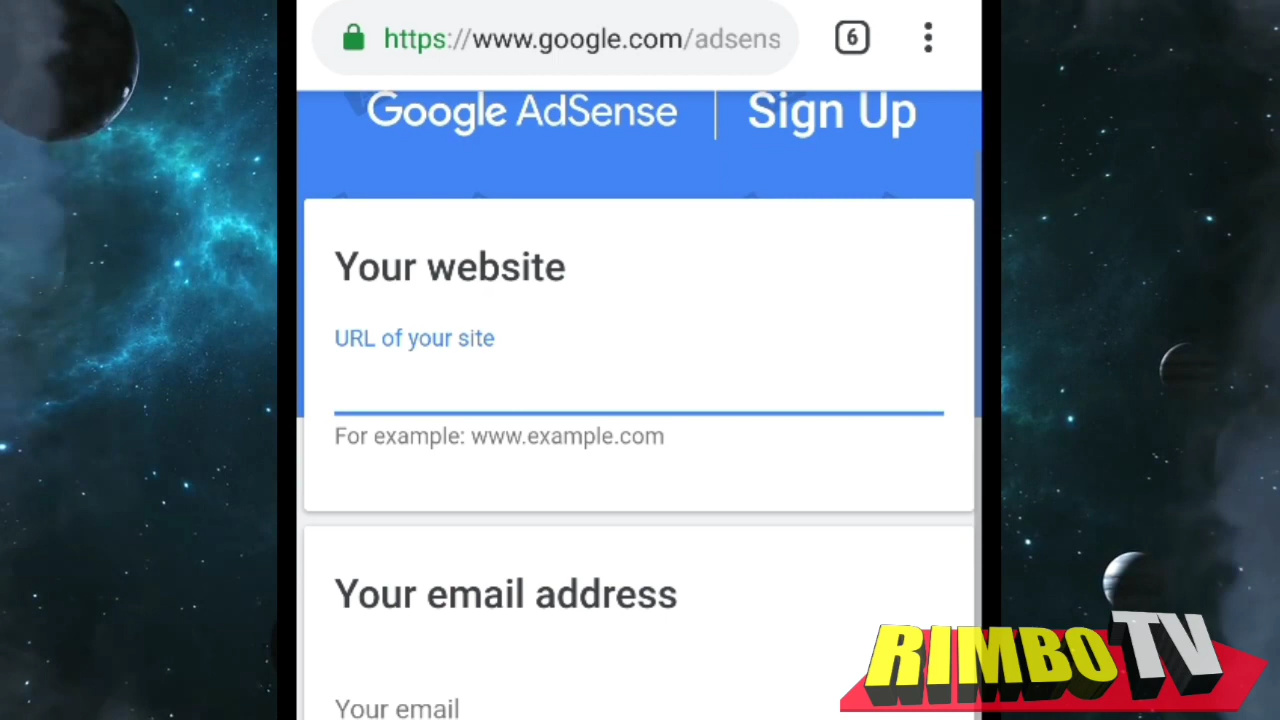 https://www.google.com/adsens
6
Google AdSense | Sign Up
Your website
URL of your site
For example: www.example.com
Your email address
Your email
RIMBO TV